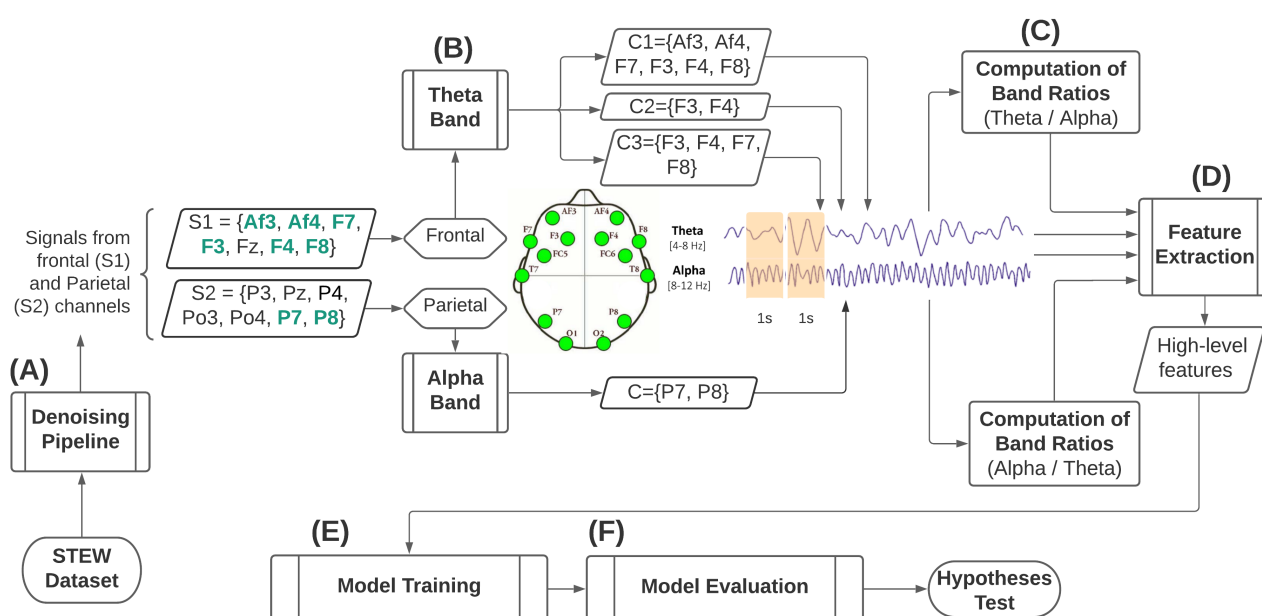 (A)
Signals from
frontal (S1)
and Parietal
(S2) channels
Denoising
Pipeline
STEW
Dataset
S1 = {Af3, Af4, F7,
F3, Fz, F4, F8}
S2 = {P3, Pz, P4,
Po3, Po4, P7, P8}
Frontal
Parietal
(B)
Theta
Band
Alpha
Band
C1={Af3, Af4,
F7, F3, F4, F8}
C2={F3, F4}
C3={F3, F4, F7,
F8}
C={P7, P8}
AF3 AF4
F7 F3 F4 F8
FC5 FC6
T7 T8
P7 P8
O1 O2
Theta
[4-8 Hz]
Alpha
[8-12 Hz]
1s 1s
(C)
Computation of
Band Ratios
(Theta / Alpha)
Computation of
Band Ratios
(Alpha / Theta)
(D)
Feature
Extraction
High-level
features
(E)
Model Training
(F)
Model Evaluation
Hypotheses
Test